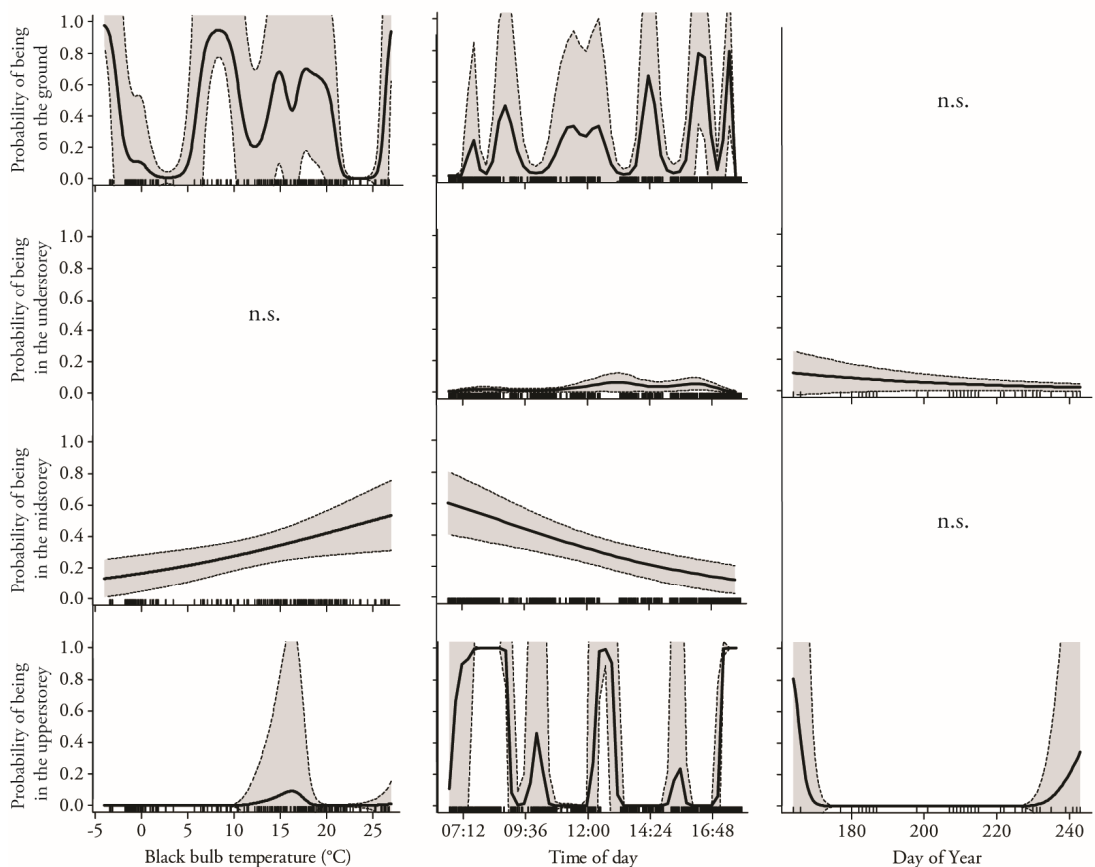 Probability of being
on the ground
1.0
0.8
0.6
0.4
0.2
0.0
n.s.
Probability of being
in the understorey
1.0
0.8
0.6
0.4
0.2
0.0
n.s.
Probability of being
in the midstorey
1.0
0.8
0.6
0.4
0.2
0.0
n.s.
Probability of being
in the upperstorey
1.0
0.8
0.6
0.4
0.2
0.0
-5 0 5 10 15 20 25
07:12 09:36 12:00 14:24 16:48
180 200 220 240
Black bulb temperature (°C)
Time of day
Day of Year